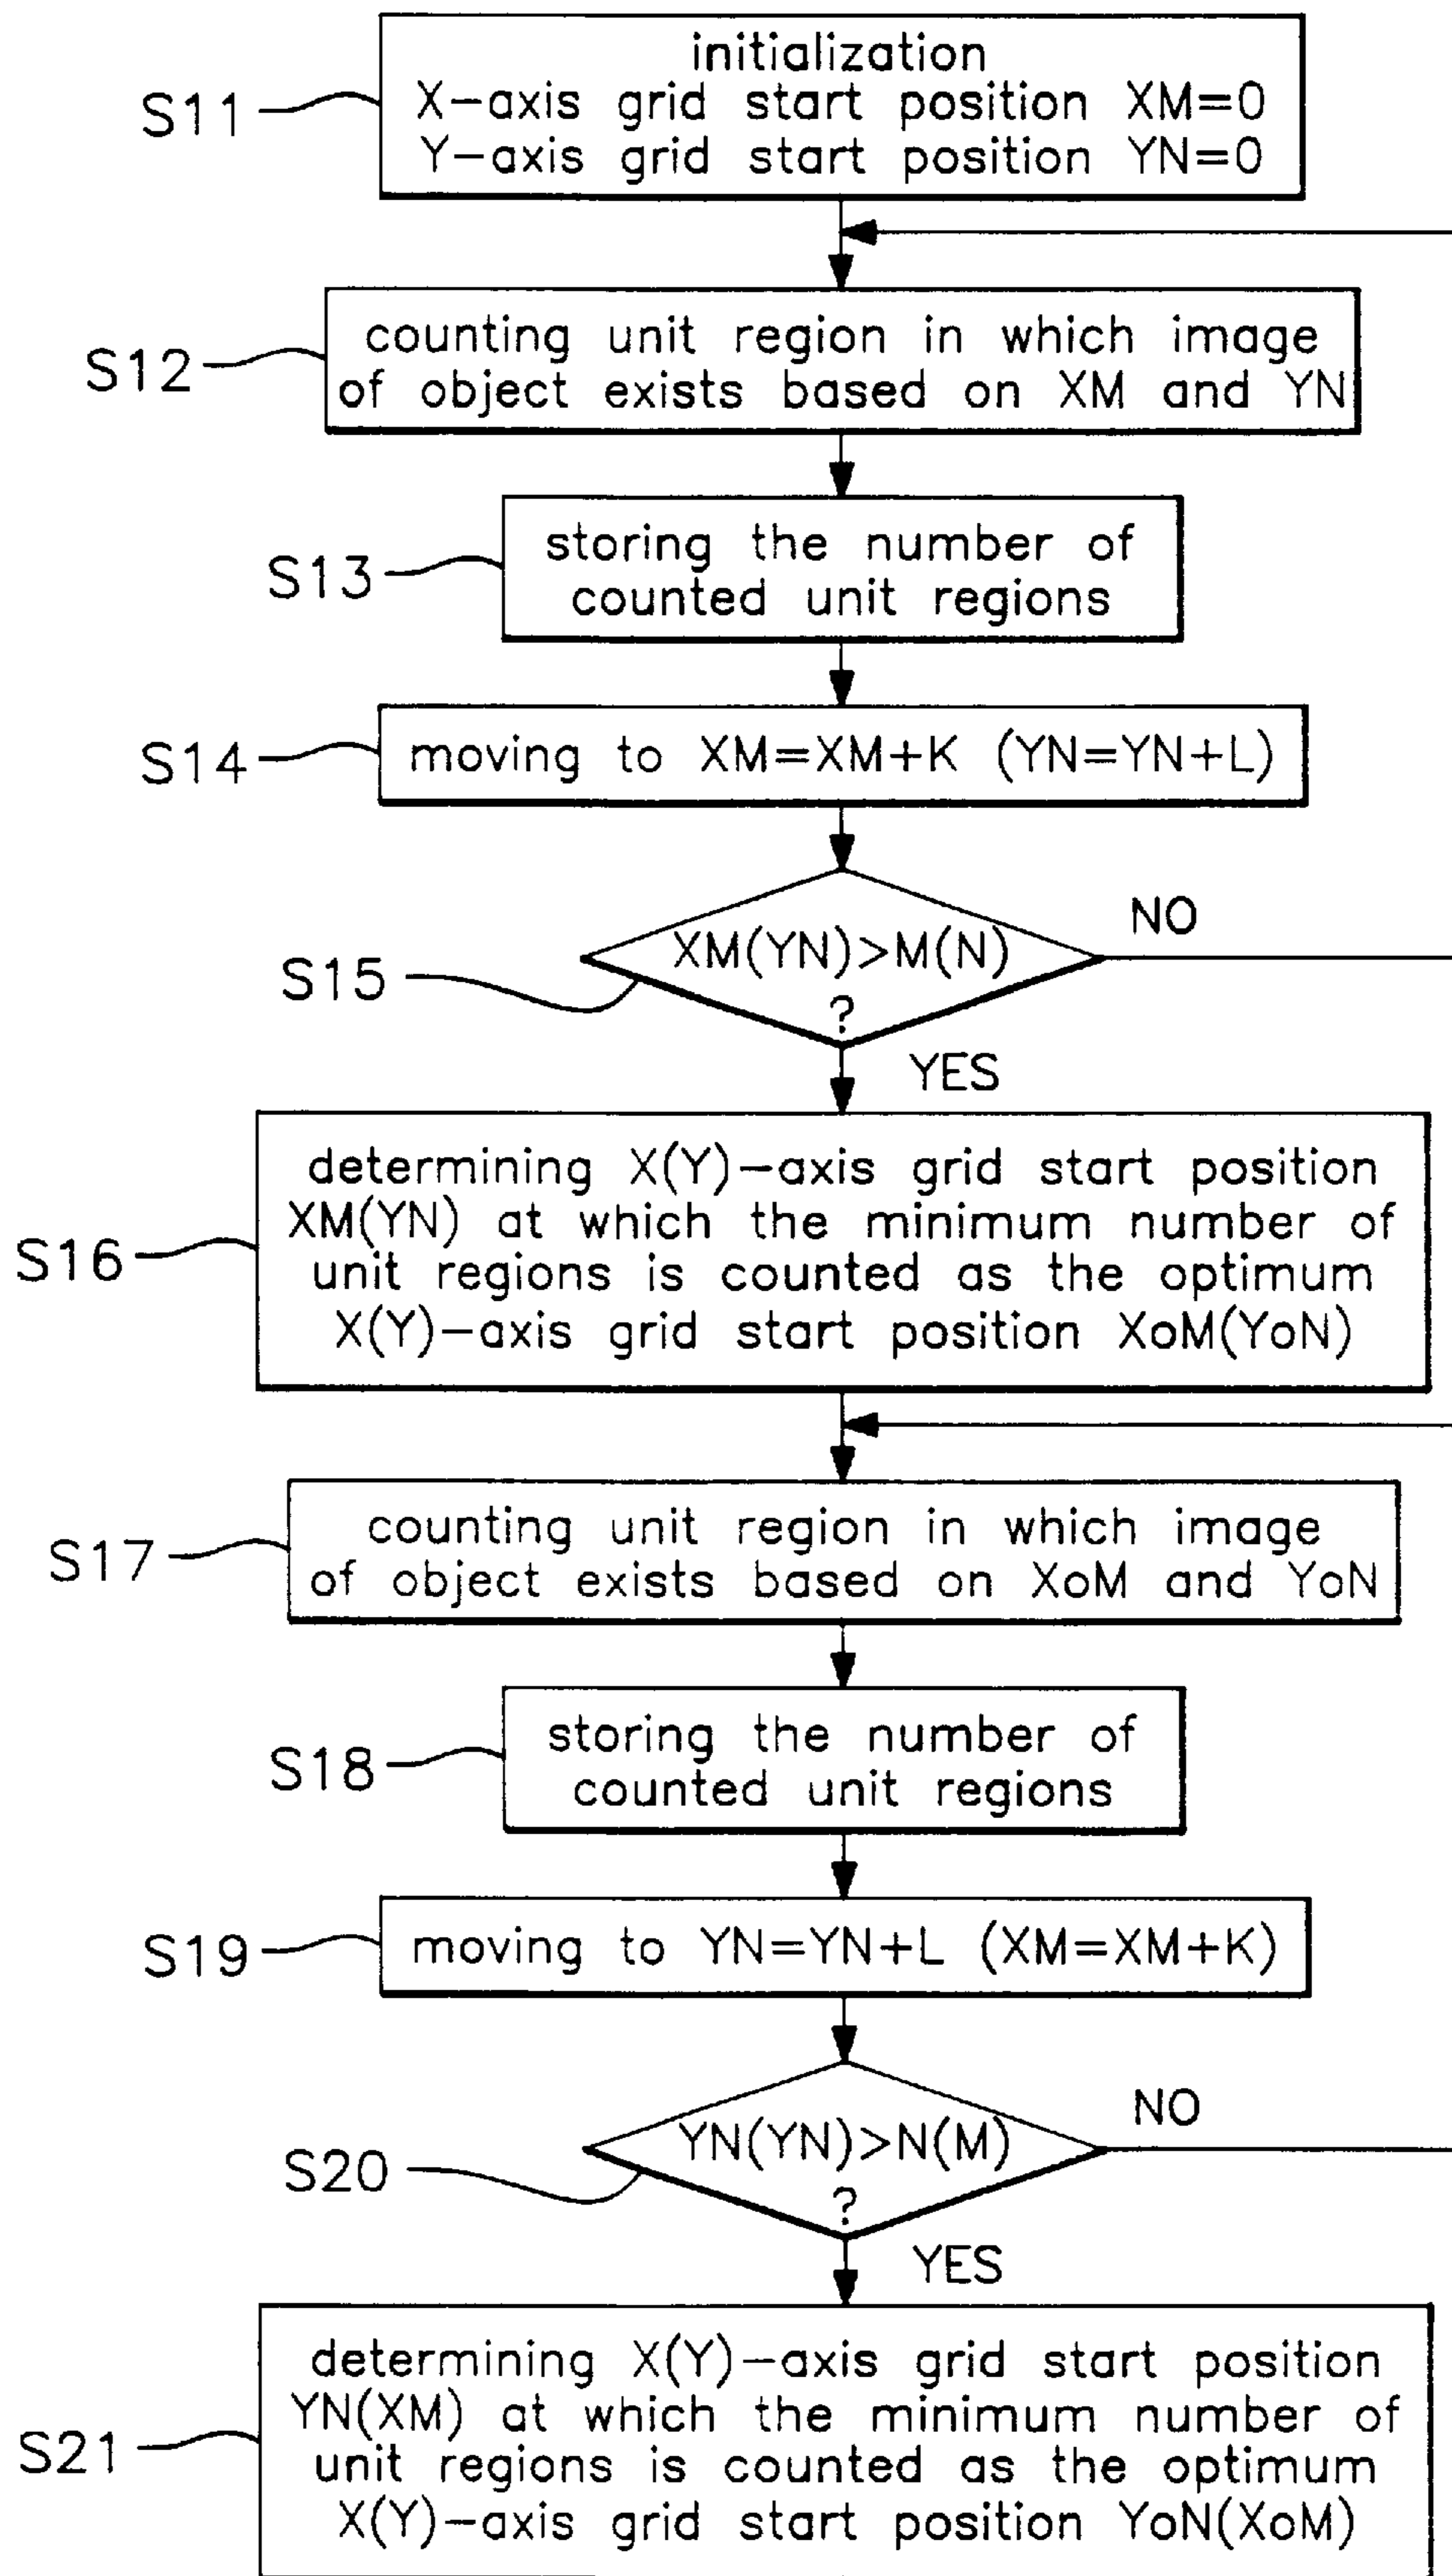 initialization
S11
X-axis grid start position XM=0
Y-axis grid start position YN=0
S12
counting unit region in which image
of object exists based on XM and YN
S13
storing the number of
counted unit regions
S14
moving to XM=XM+K (YN=YN+L)
S15
XM(YN)>M(N)
?
NO
YES
S16
determining X(Y)-axis grid start position
XM(YN) at which the minimum number of
unit regions is counted as the optimum
X(Y)-axis grid start position XoM(YoN)
S17
counting unit region in which image
of object exists based on XoM and YoN
S18
storing the number of
counted unit regions
S19
moving to YN=YN+L (XM=XM+K)
S20
YN(YN)>N(M)
?
NO
YES
S21
determining X(Y)-axis grid start position
YN(XM) at which the minimum number of
unit regions is counted as the optimum
X(Y)-axis grid start position YoN(XoM)